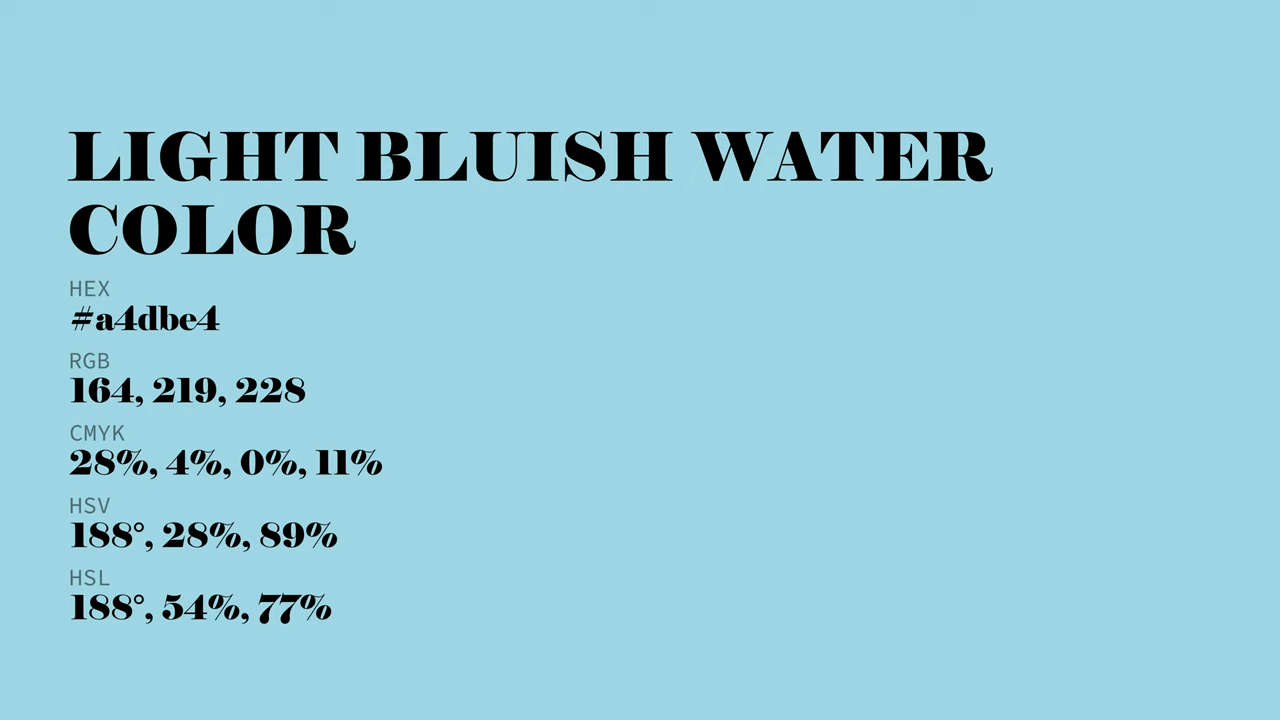 LIGHT BLUISH WATER
COLOR
HEX
#a4dbe4
RGB
164, 219, 228
CMYK
28%, 4%, 0%, 11%
HSV
188°, 28%, 89%
HSL
188°, 54%, 77%